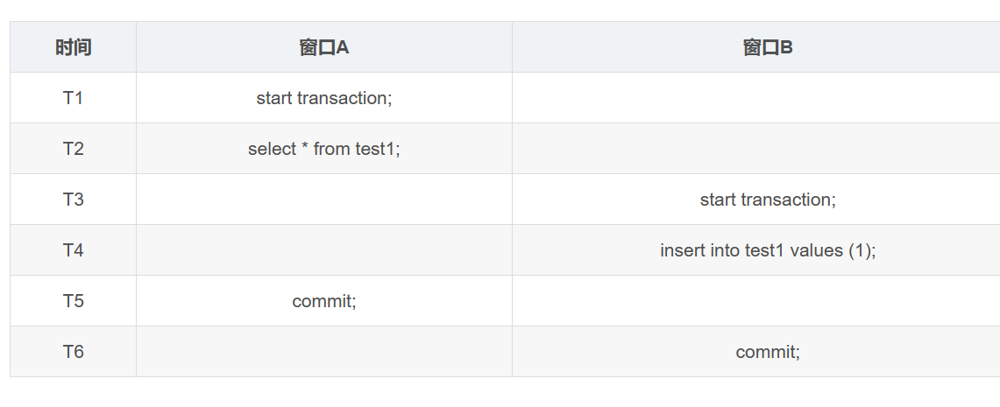 时间 窗口A 窗口B
T1 start transaction;
T2 select * from test1;
T3 start transaction;
T4 insert into test1 values (1);
T5 commit;
T6 commit;